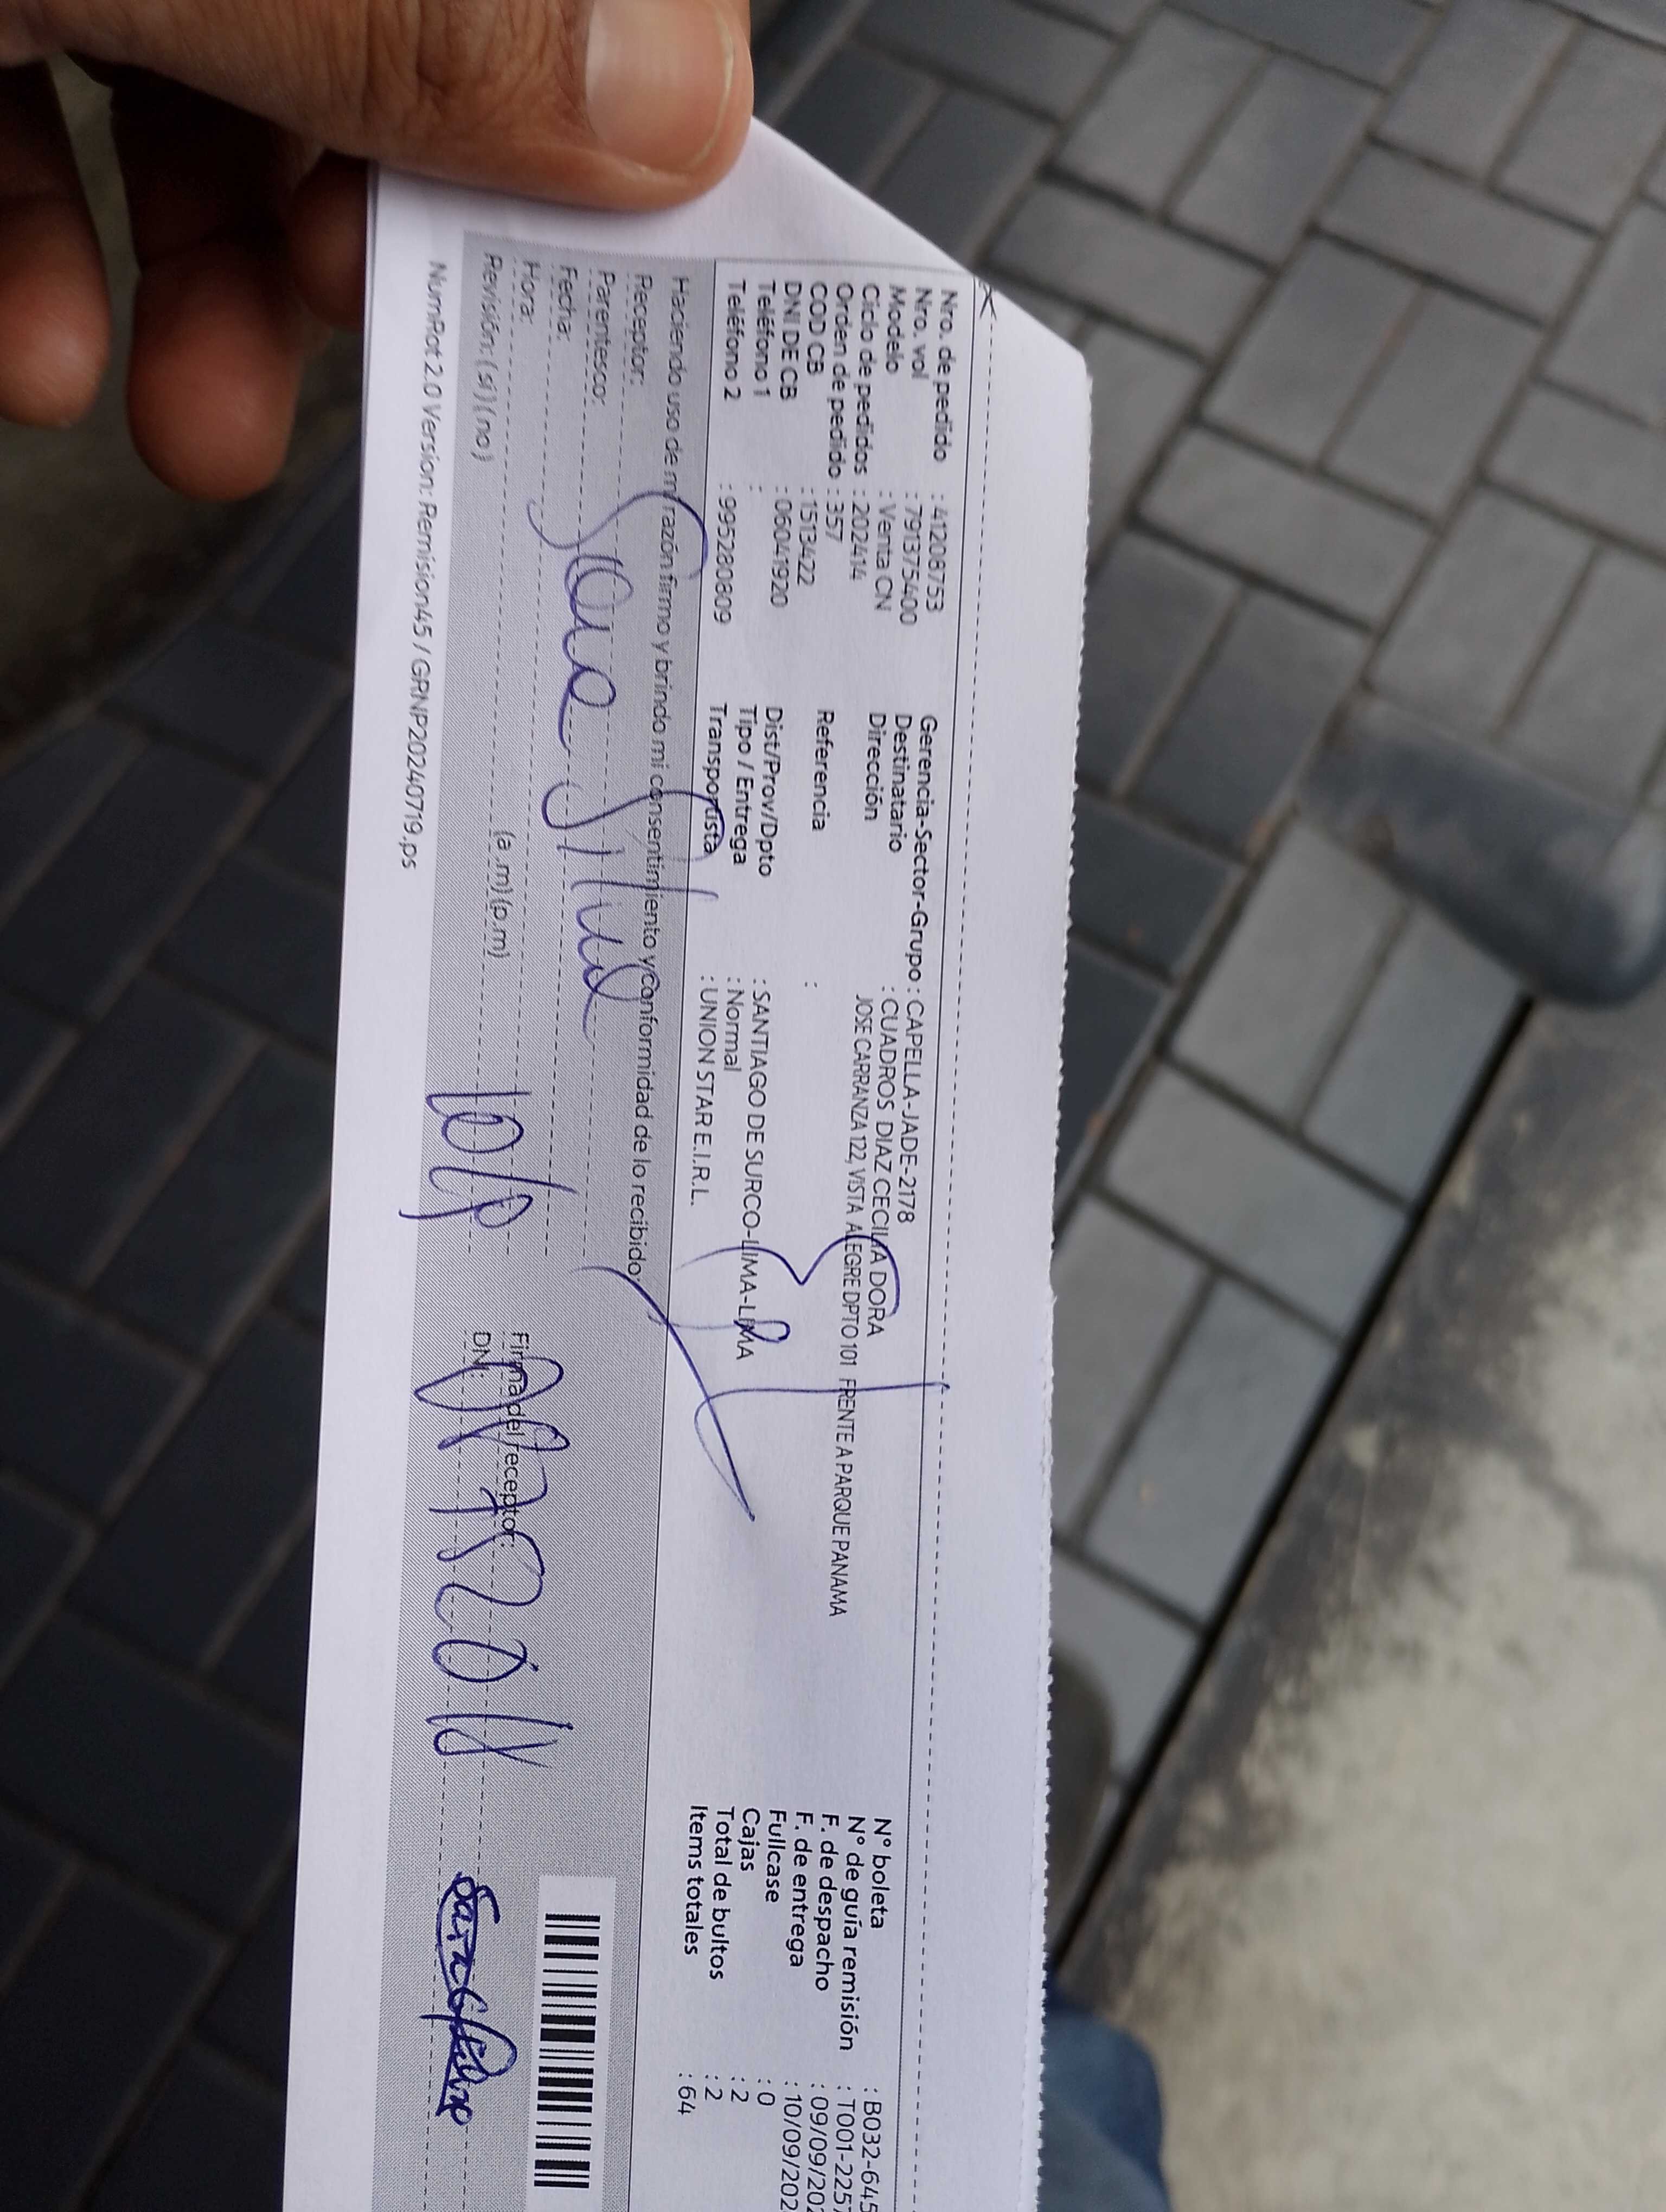 Nro. de pedido : 41208753
Nro. vol : 791375400
Modelo : Venta CN
Ciclo de pedidos : 202414
Orden de pedido : 357
COD CB : 1513422
DNI DE CB : 06041920
Teléfono 1 :
Teléfono 2 : 995280809
Gerencia-Sector-Grupo : CAPELLA-JADE-2178
Destinatario : CUADROS DIAZ CECILIA DORA
Dirección JOSE CARRANZA 122, VISTA ALEGRE DPTO 101 FRENTE A PARQUE PANAMA
Referencia :
Dist/Prov/Dpto : SANTIAGO DE SURCO-LIMA-LIMA
Tipo / Entrega : Normal
Transportista : UNION STAR E.I.R.L.
N° boleta : B032-645
N° de guía remisión : T001-2257
F. de despacho : 09/09/202
F. de entrega : 10/09/202
Fullcase : 0
Cajas : 2
Total de bultos : 2
Items totales : 64
Haciendo uso de mi razón firmo y brindo mi consentimiento y conformidad de lo recibido.
Receptor:
Parentesco:
Fecha:
Hora: (a.m) (p.m)
Revisión: (si) (no)
Firma del receptor:
DNI:
NumRot 2.0 Version: Remision45 / GRNP20240719.ps